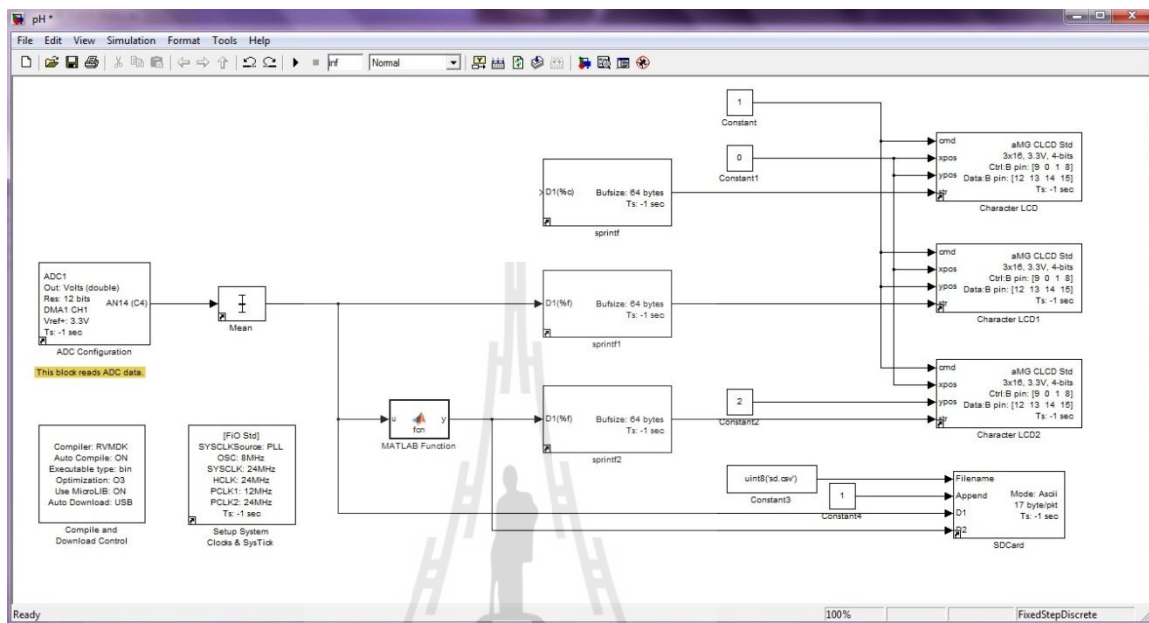 pH *
File Edit View Simulation Format Tools Help
inf Normal
1
Constant
0
Constant1
cmd
xpos
ypos
str
aMG CLCD Std
3x16, 3.3V, 4-bits
Ctrl:B pin: [9 0 1 8]
Data:B pin: [12 13 14 15]
Ts: -1 sec
Character LCD
D1(%c)
Bufsize: 64 bytes
Ts: -1 sec
sprintf
cmd
xpos
ypos
str
aMG CLCD Std
3x16, 3.3V, 4-bits
Ctrl:B pin: [9 0 1 8]
Data:B pin: [12 13 14 15]
Ts: -1 sec
Character LCD1
ADC1
Out: Volts (double)
Res: 12 bits
DMA1 CH1
Vref+: 3.3V
Ts: -1 sec
AN14 (C4)
ADC Configuration
This block reads ADC data.
Mean
D1(%f)
Bufsize: 64 bytes
Ts: -1 sec
sprintf1
u
fcn
y
MATLAB Function
D1(%f)
Bufsize: 64 bytes
Ts: -1 sec
sprintf2
2
Constant2
cmd
xpos
ypos
str
aMG CLCD Std
3x16, 3.3V, 4-bits
Ctrl:B pin: [9 0 1 8]
Data:B pin: [12 13 14 15]
Ts: -1 sec
Character LCD2
Compiler: RVMDK
Auto Compile: ON
Executable type: bin
Optimization: O3
Use MicroLIB: ON
Auto Download: USB
Compile and
Download Control
[FiO Std]
SYSCLKSource: PLL
OSC: 8MHz
SYSCLK: 24MHz
HCLK: 24MHz
PCLK1: 12MHz
PCLK2: 24MHz
Ts: -1 sec
Setup System
Clocks & SysTick
uint8('sd.csv')
Constant3
1
Constant4
Filename
Append
D1
D2
Mode: Ascii
17 byte/pkt
Ts: -1 sec
SDCard
Ready 100% FixedStepDiscrete